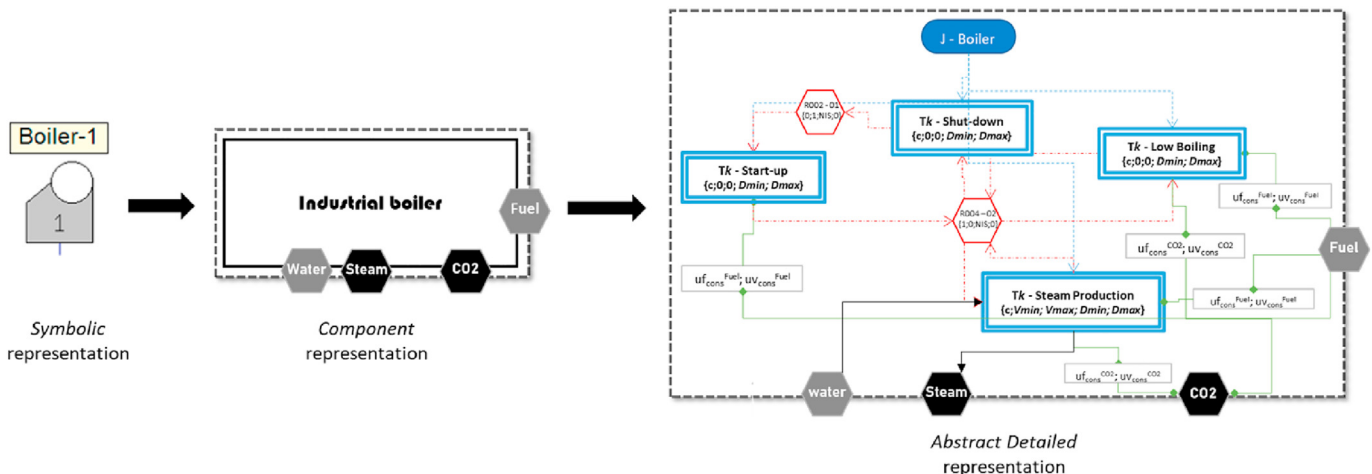 Boiler-1
1
Symbolic
representation
Industrial boiler
Fuel
Water
Steam
CO2
Component
representation
J - Boiler
R002 - 01
{0;1;NIS;0}
Tk - Shut-down
{c;0;0; Dmin; Dmax}
Tk - Low Boiling
{c;0;0; Dmin; Dmax}
Tk - Start-up
{c;0;0; Dmin; Dmax}
R004 - 02
{1;0;NIS;0}
uf_cons^Fuel; uv_cons^Fuel
Fuel
uf_cons^CO2; uv_cons^CO2
uf_cons^Fuel; uv_cons^Fuel
uf_cons^Fuel; uv_cons^Fuel
Tk - Steam Production
{c;Vmin; Vmax; Dmin; Dmax}
uf_cons^CO2; uv_cons^CO2
water
Steam
CO2
Abstract Detailed
representation